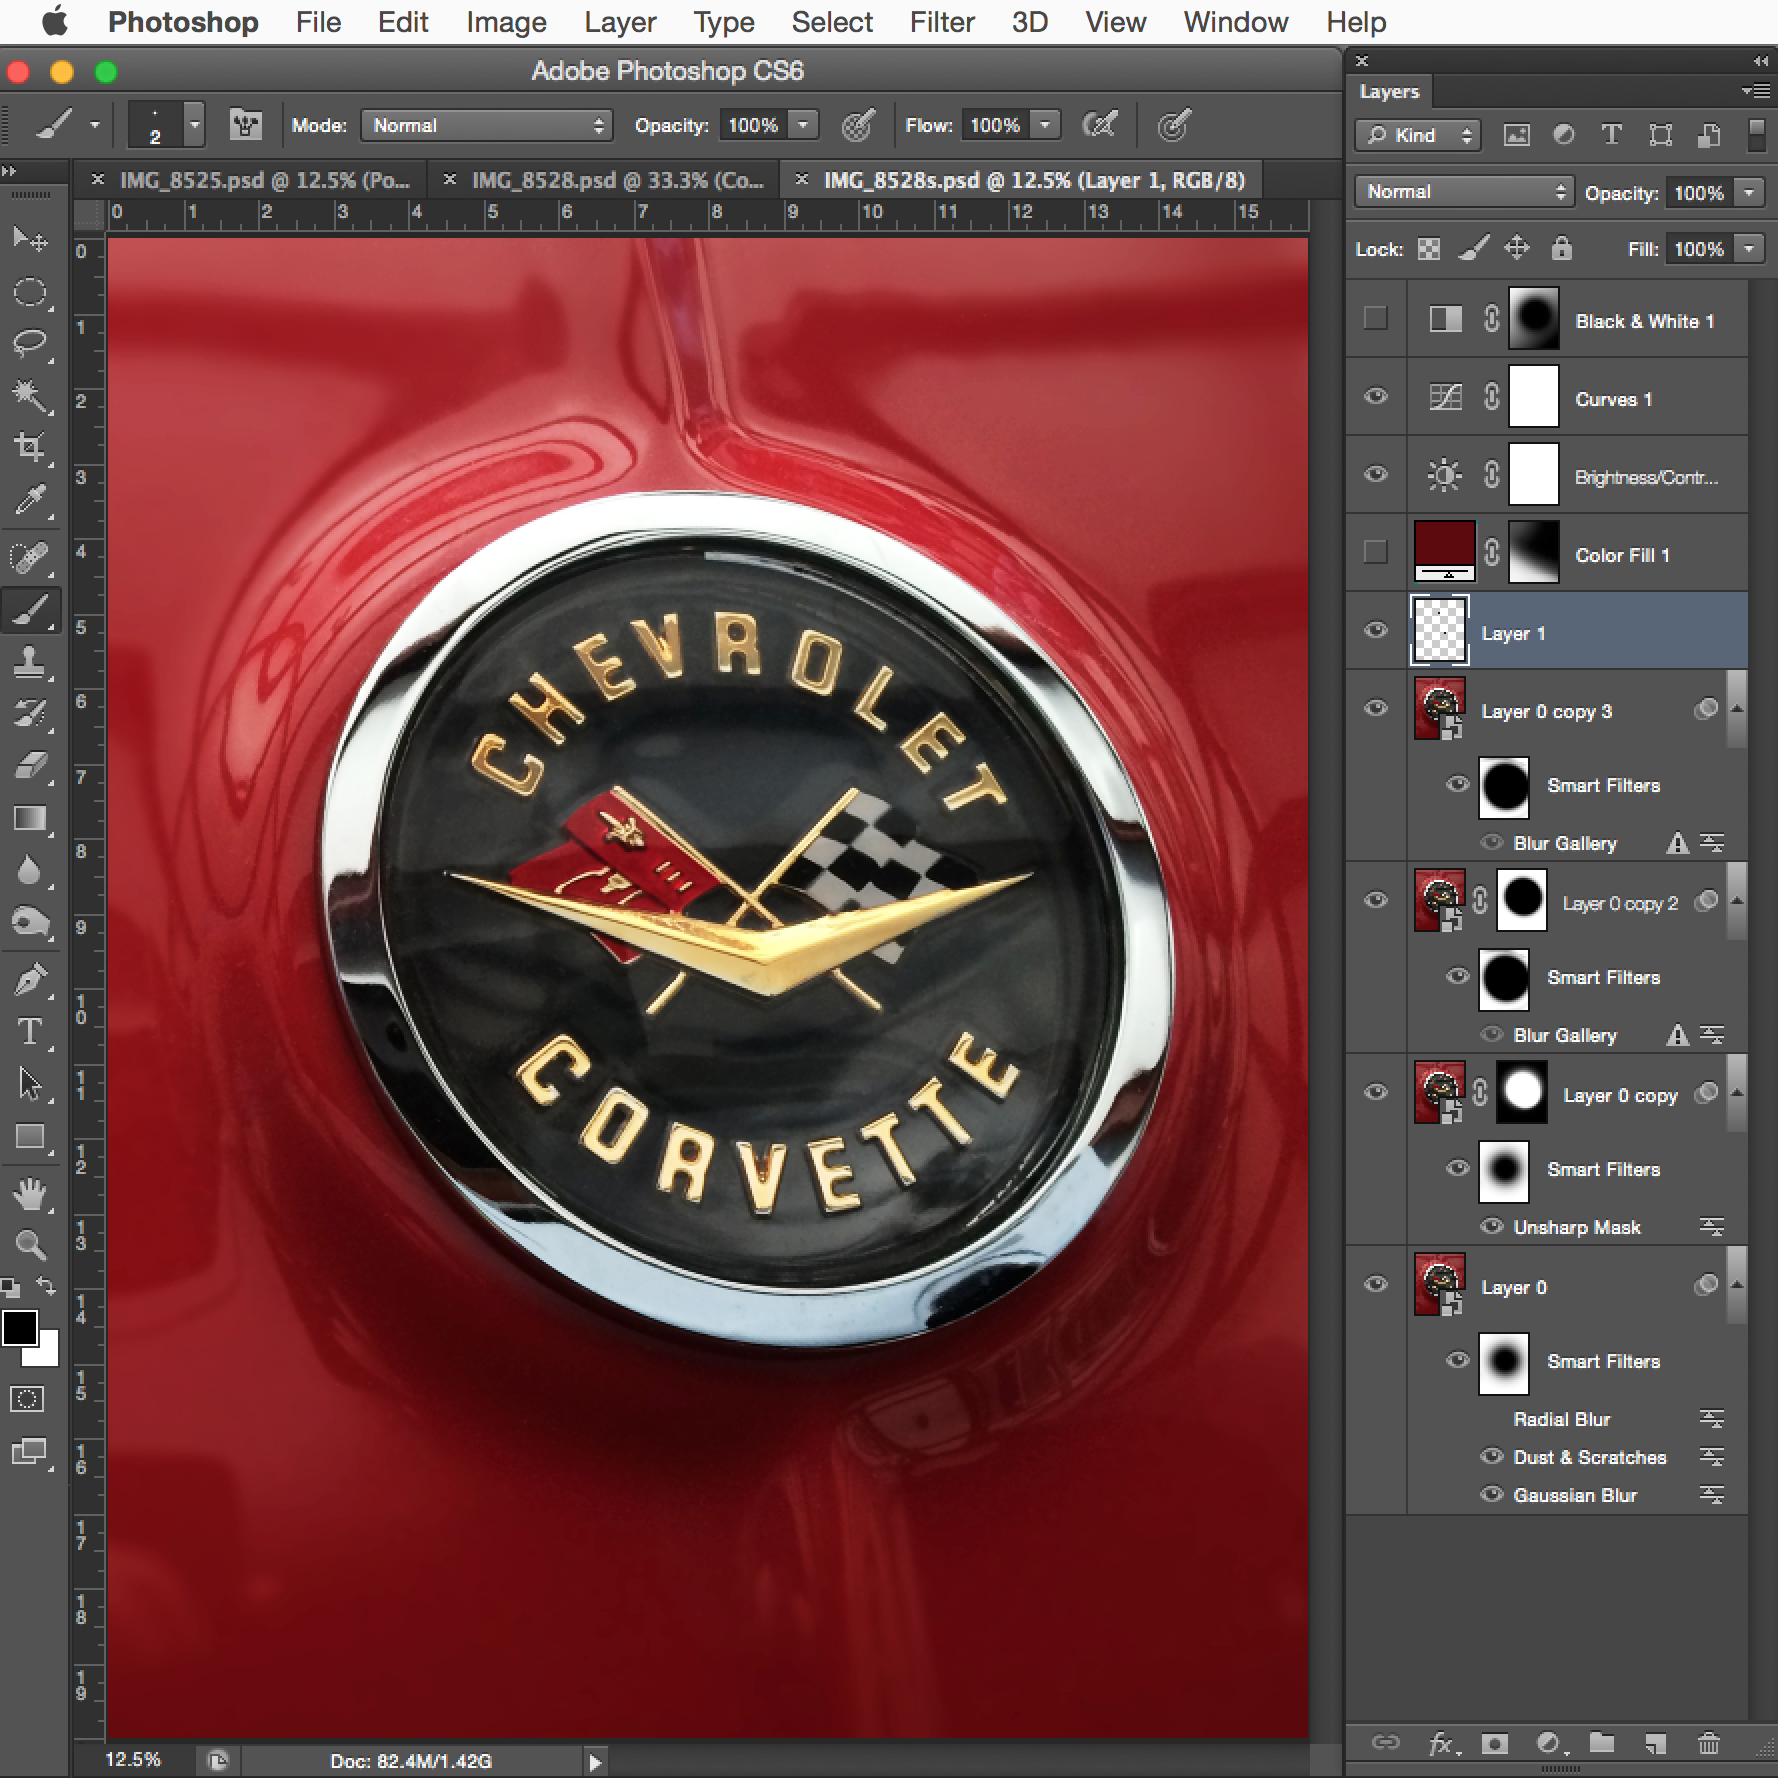 Photoshop File Edit Image Layer Type Select Filter 3D View Window Help
Adobe Photoshop CS6
2 Mode: Normal Opacity: 100% Flow: 100%
IMG_8525.psd @ 12.5% (Po... IMG_8528.psd @ 33.3% (Co... IMG_8528s.psd @ 12.5% (Layer 1, RGB/8)
0 1 2 3 4 5 6 7 8 9 10 11 12 13 14 15
0
1
2
3
4
5
6
7
8
9
10
11
12
13
14
15
16
17
18
19
CHEVROLET
CORVETTE
12.5% Doc: 82.4M/1.42G
Layers
Kind
Normal Opacity: 100%
Lock: Fill: 100%
Black & White 1
Curves 1
Brightness/Contr...
Color Fill 1
Layer 1
Layer 0 copy 3
Smart Filters
Blur Gallery
Layer 0 copy 2
Smart Filters
Blur Gallery
Layer 0 copy
Smart Filters
Unsharp Mask
Layer 0
Smart Filters
Radial Blur
Dust & Scratches
Gaussian Blur
fx